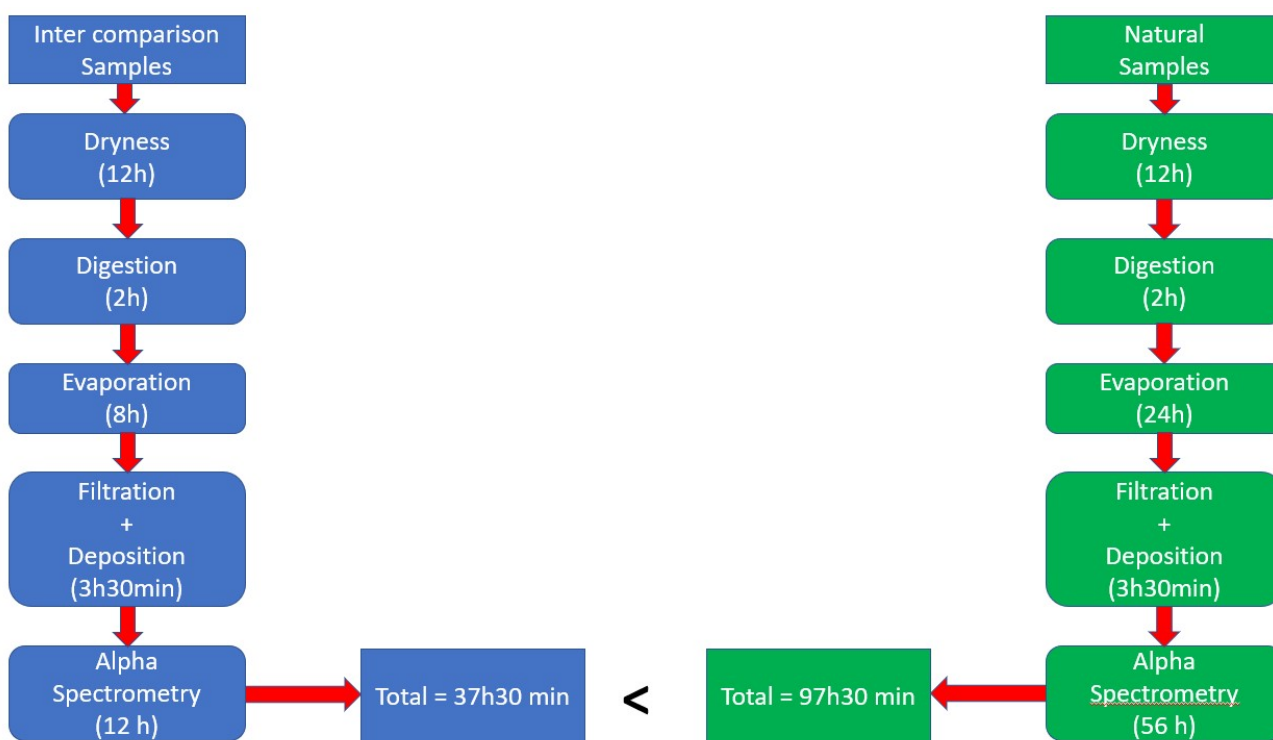 Inter comparison
Samples
Dryness
(12h)
Digestion
(2h)
Evaporation
(8h)
Filtration
+
Deposition
(3h30min)
Alpha
Spectrometry
(12 h)
Total = 37h30 min
<
Total = 97h30 min
Natural
Samples
Dryness
(12h)
Digestion
(2h)
Evaporation
(24h)
Filtration
+
Deposition
(3h30min)
Alpha
Spectrometry
(56 h)